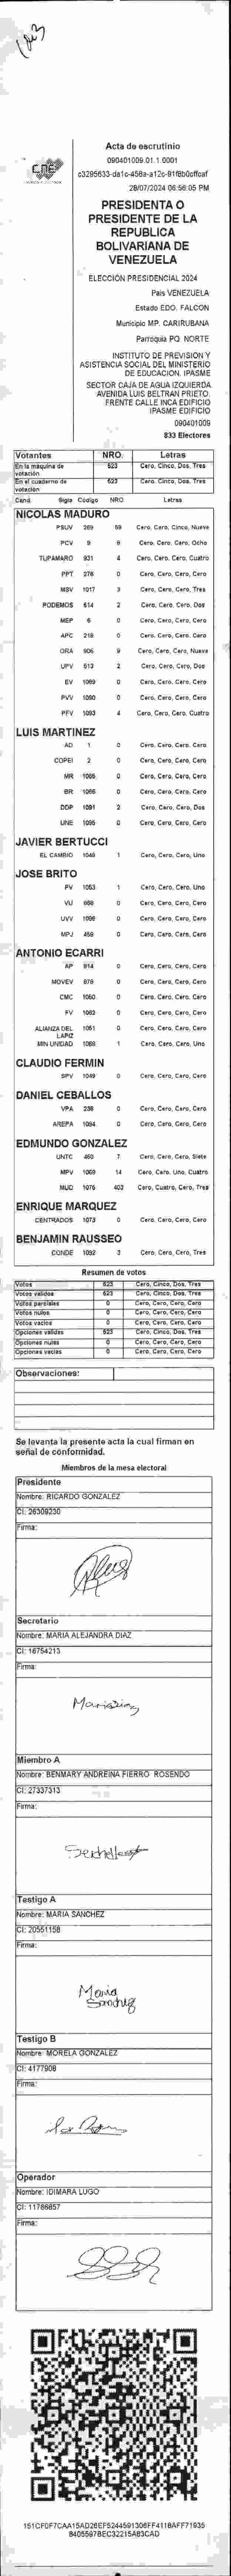 Acta de escrutinio
090401009.01.1.0001
28/07/2024 06:56:05 PM
cne
PRESIDENTA O
PRESIDENTE DE LA
REPUBLICA
BOLIVARIANA DE
VENEZUELA
ELECCIÓN PRESIDENCIAL 2024
País VENEZUELA
Estado EDO. FALCON
Municipio MP. CARIRUBANA
Parroquia PQ. NORTE
INSTITUTO DE PREVISION Y
ASISTENCIA SOCIAL DEL MINISTERIO
DE EDUCACION. IPASME
SECTOR CAJA DE AGUA IZQUIERDA
AVENIDA LUIS BELTRAN PRIETO.
FRENTE CALLE INCA EDIFICIO
IPASME EDIFICIO
090401009
833 Electores
Votantes NRO. Letras
En la máquina de votación 523 Cero, Cinco, Dos, Tres
En el cuaderno de votación 523 Cero, Cinco, Dos, Tres
Cand. Siglo Código NRO Letras
NICOLAS MADURO
PSUV 269 59 Cero, Cero, Cinco, Nueve
PCV 9 8 Cero, Cero, Cero, Ocho
TUPAMARO 931 4 Cero, Cero, Cero, Cuatro
PPT 276 0 Cero, Cero, Cero, Cero
MSV 1017 3 Cero, Cero, Cero, Tres
PODEMOS 614 2 Cero, Cero, Cero, Dos
MEP 6 0 Cero, Cero, Cero, Cero
APC 218 0 Cero, Cero, Cero, Cero
ORA 906 9 Cero, Cero, Cero, Nueve
UPV 513 2 Cero, Cero, Cero, Dos
EV 1089 0 Cero, Cero, Cero, Cero
PVV 1090 0 Cero, Cero, Cero, Cero
PFV 1093 4 Cero, Cero, Cero, Cuatro
LUIS MARTINEZ
AD 1 0 Cero, Cero, Cero, Cero
COPEI 2 0 Cero, Cero, Cero, Cero
MR 1065 0 Cero, Cero, Cero, Cero
BR 1066 0 Cero, Cero, Cero, Cero
DDP 1091 2 Cero, Cero, Cero, Dos
UNE 1095 0 Cero, Cero, Cero, Cero
JAVIER BERTUCCI
EL CAMBIO 1048 1 Cero, Cero, Cero, Uno
JOSE BRITO
PV 1053 1 Cero, Cero, Cero, Uno
VU 868 0 Cero, Cero, Cero, Cero
UVV 1096 0 Cero, Cero, Cero, Cero
MPJ 459 0 Cero, Cero, Cero, Cero
ANTONIO ECARRI
AP 914 0 Cero, Cero, Cero, Cero
MOVEV 878 0 Cero, Cero, Cero, Cero
CMC 1060 0 Cero, Cero, Cero, Cero
FV 1062 0 Cero, Cero, Cero, Cero
ALIANZA DEL LAPIZ 1051 0 Cero, Cero, Cero, Cero
MIN UNIDAD 1088 1 Cero, Cero, Cero, Uno
CLAUDIO FERMIN
SPV 1049 0 Cero, Cero, Cero, Cero
DANIEL CEBALLOS
VPA 238 0 Cero, Cero, Cero, Cero
AREPA 1094 0 Cero, Cero, Cero, Cero
EDMUNDO GONZALEZ
UNTC 460 7 Cero, Cero, Cero, Siete
MPV 1069 14 Cero, Cero, Uno, Cuatro
MUD 1075 403 Cero, Cuatro, Cero, Tres
ENRIQUE MARQUEZ
CENTRADOS 1073 0 Cero, Cero, Cero, Cero
BENJAMIN RAUSSEO
CONDE 1092 3 Cero, Cero, Cero, Tres
Resumen de votos
Votos 523 Cero, Cinco, Dos, Tres
Votos válidos 523 Cero, Cinco, Dos, Tres
Votos parciales 0 Cero, Cero, Cero, Cero
Votos nulos 0 Cero, Cero, Cero, Cero
Votos vacíos 0 Cero, Cero, Cero, Cero
Opciones válidas 523 Cero, Cinco, Dos, Tres
Opciones nulas 0 Cero, Cero, Cero, Cero
Opciones vacías 0 Cero, Cero, Cero, Cero
Observaciones:
Se levanta la presente acta la cual firman en
señal de conformidad.
Miembros de la mesa electoral
Presidente
Nombre: RICARDO GONZALEZ
CI: 26309230
Firma:
Secretario
Nombre: MARIA ALEJANDRA DIAZ
CI: 16754213
Firma:
Miembro A
Nombre: BENMARY ANDREINA FIERRO ROSENDO
CI: 27337313
Firma:
Testigo A
Nombre: MARIA SANCHEZ
CI: 20551158
Firma:
Maria
Sanchez
Testigo B
Nombre: MORELA GONZALEZ
CI: 4177908
Firma:
Operador
Nombre: IDIMARA LUGO
CI: 11786857
Firma: